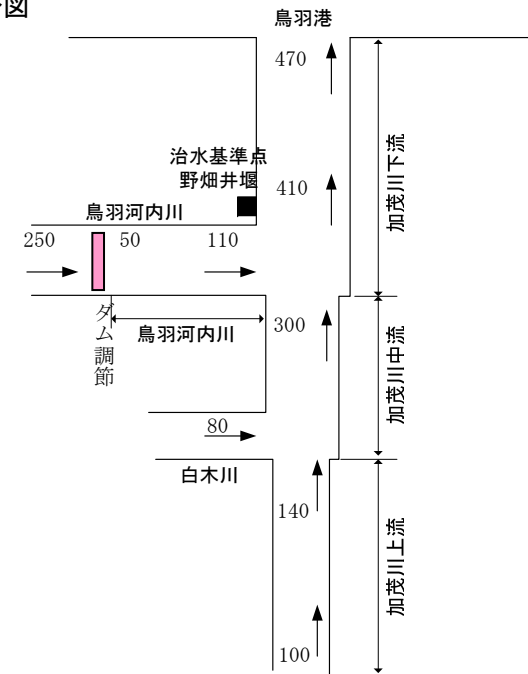 鳥羽港
470
治水基準点
野畑井堰
410
加茂川下流
鳥羽河内川
250
50
110
ダム調節
鳥羽河内川
300
加茂川中流
80
白木川
140
加茂川上流
100